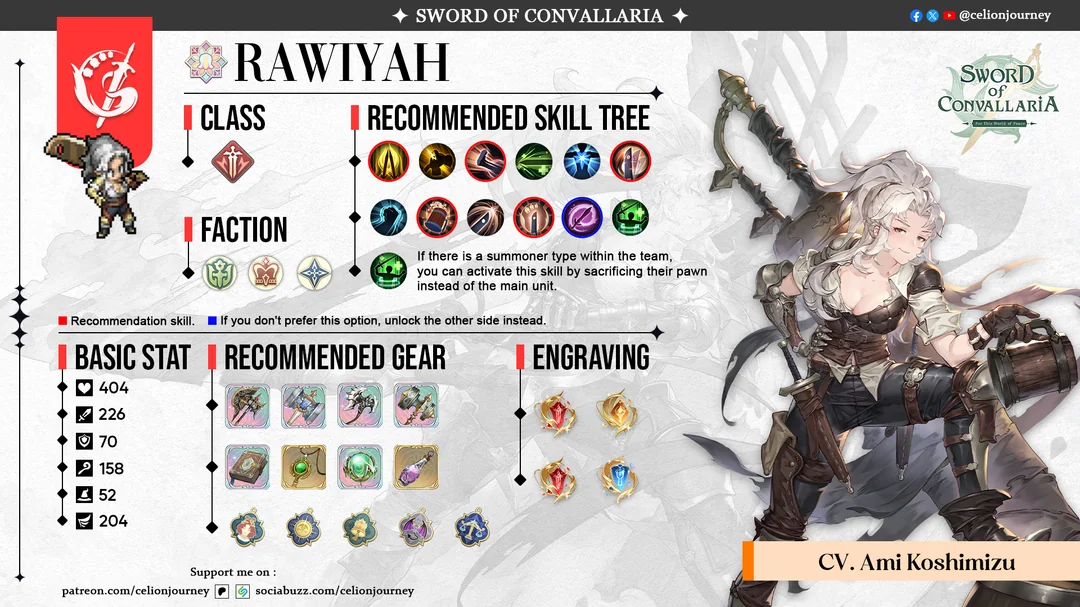 SWORD OF CONVALLARIA
@celionjourney
RAWIYAH
SWORD
OF
CONVALLARIA
For This World of Peace
CLASS
RECOMMENDED SKILL TREE
FACTION
If there is a summoner type within the team,
you can activate this skill by sacrificing their pawn
instead of the main unit.
Recommendation skill.
If you don't prefer this option, unlock the other side instead.
BASIC STAT
RECOMMENDED GEAR
ENGRAVING
404
226
70
158
52
204
CV. Ami Koshimizu
Support me on :
patreon.com/celionjourney
sociabuzz.com/celionjourney